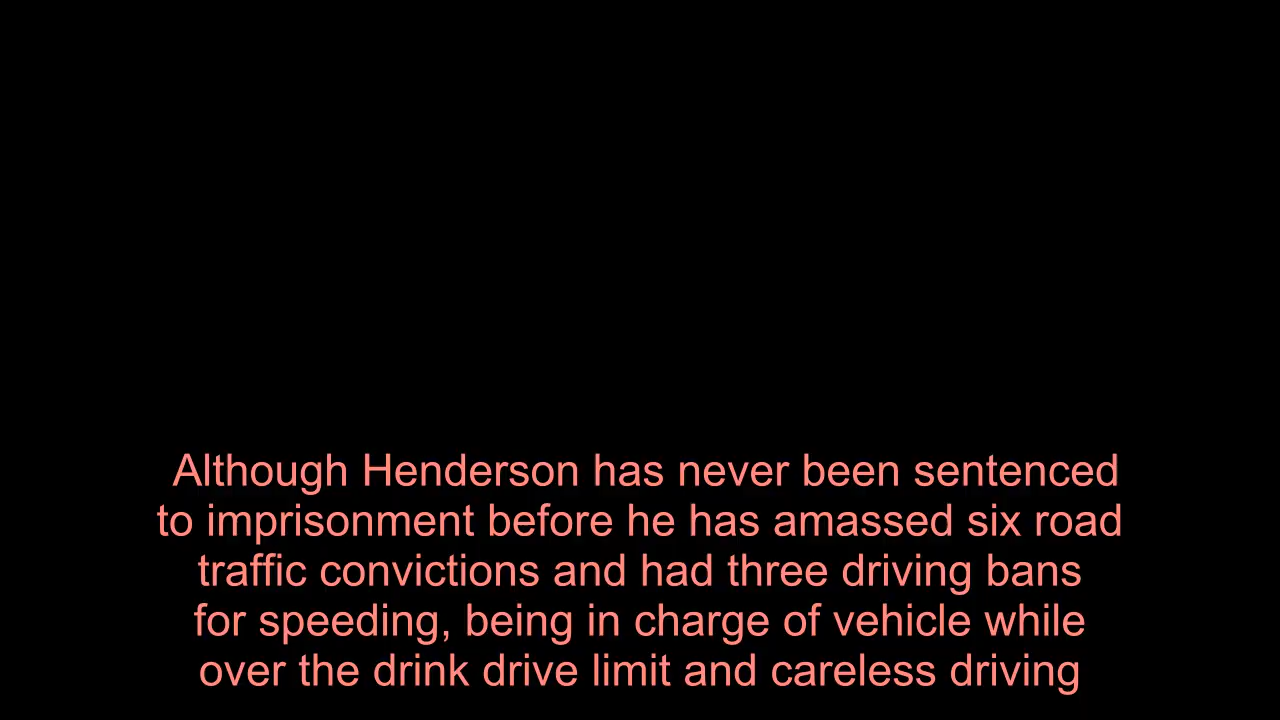 Although Henderson has never been sentenced
to imprisonment before he has amassed six road
traffic convictions and had three driving bans
for speeding, being in charge of vehicle while
over the drink drive limit and careless driving